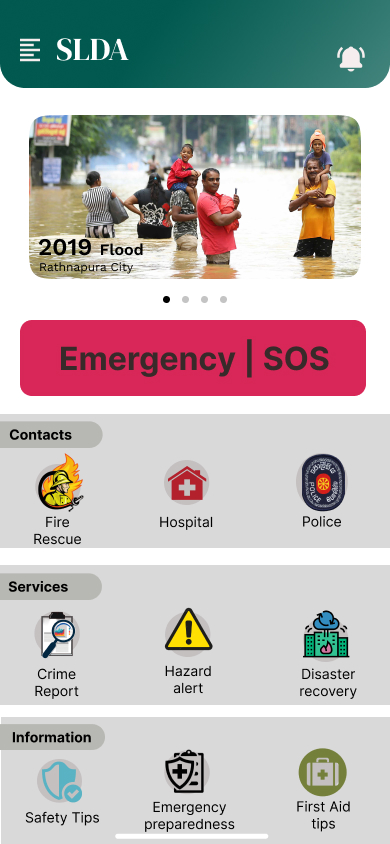 SLDA
2019 Flood
Rathnapura City
Emergency | SOS
Contacts
Fire
Rescue
Hospital
Police
Services
Crime
Report
Hazard
alert
Disaster
recovery
Information
Safety Tips
Emergency
preparedness
First Aid
tips